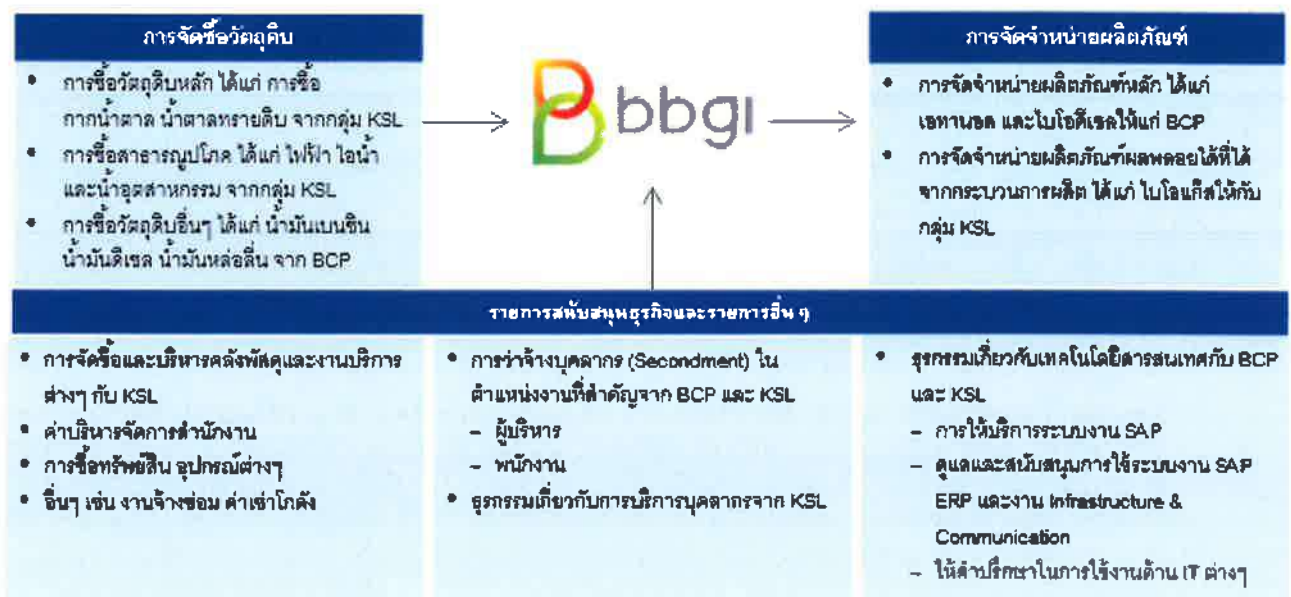 การจัดซื้อวัตถุดิบ
• การซื้อวัตถุดิบหลัก ได้แก่ การซื้อ
กากน้ำตาล น้ำตาลทรายดิบ จากกลุ่ม KSL
• การซื้อสาธารณูปโภค ได้แก่ ไฟฟ้า ไอน้ำ
และน้ำอุตสาหกรรม จากกลุ่ม KSL
• การซื้อวัตถุดิบอื่นๆ ได้แก่ น้ำมันเบนซิน
น้ำมันดีเซล น้ำมันหล่อลื่น จาก BCP
bbgi
การจัดจำหน่ายผลิตภัณฑ์
• การจัดจำหน่ายผลิตภัณฑ์หลัก ได้แก่
เอทานอล และไบโอดีเซลให้แก่ BCP
• การจัดจำหน่ายผลิตภัณฑ์ผลพลอยได้ที่ได้
จากกระบวนการผลิต ได้แก่ ไบโอแก๊สให้กับ
กลุ่ม KSL
รายการสนับสนุนธุรกิจและรายการอื่น ๆ
• การจัดซื้อและบริหารคลังพัสดุและงานบริการ
ต่างๆ กับ KSL
• ค่าบริหารจัดการสำนักงาน
• การซื้อทรัพย์สิน อุปกรณ์ต่างๆ
• อื่นๆ เช่น งานจ้างซ่อม ค่าเช่าโกดัง
• การว่าจ้างบุคลากร (Secondment) ใน
ตำแหน่งงานที่สำคัญจาก BCP และ KSL
– ผู้บริหาร
– พนักงาน
• ธุรกรรมเกี่ยวกับการบริการบุคลากรจาก KSL
• ธุรกรรมเกี่ยวกับเทคโนโลยีสารสนเทศกับ BCP
และ KSL
– การให้บริการระบบงาน SAP
– ดูแลและสนับสนุนการใช้ระบบงาน SAP
ERP และงาน Infrastructure &
Communication
– ให้คำปรึกษาในการใช้งานด้าน IT ต่างๆ